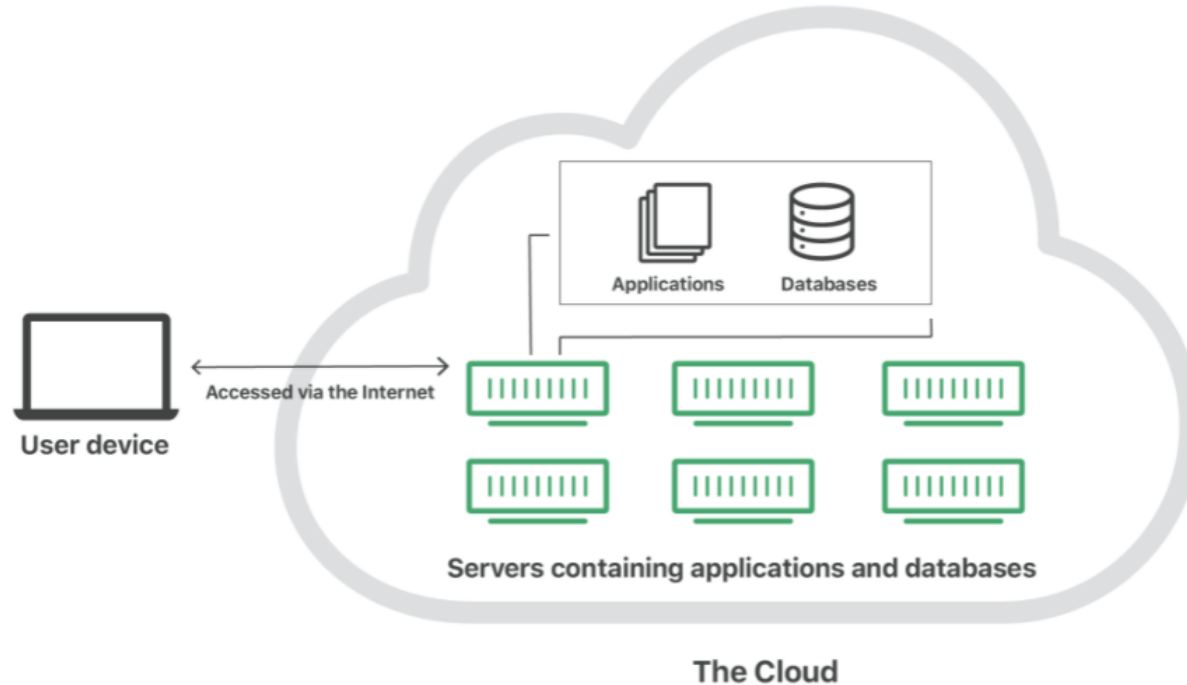 Applications
Databases
Accessed via the Internet
User device
Servers containing applications and databases
The Cloud